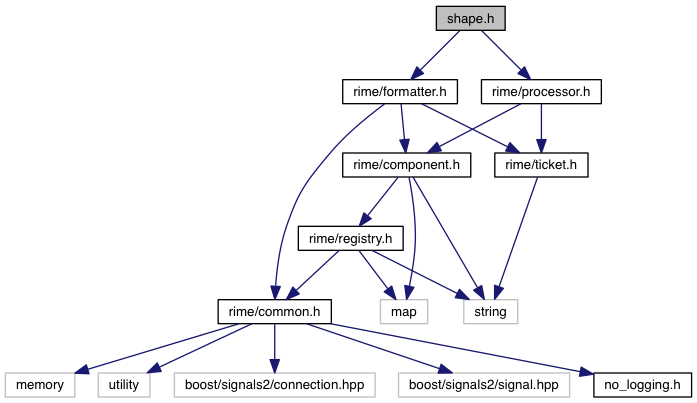 shape.h
rime/formatter.h
rime/processor.h
rime/component.h
rime/ticket.h
rime/registry.h
rime/common.h
map
string
memory
utility
boost/signals2/connection.hpp
boost/signals2/signal.hpp
no_logging.h